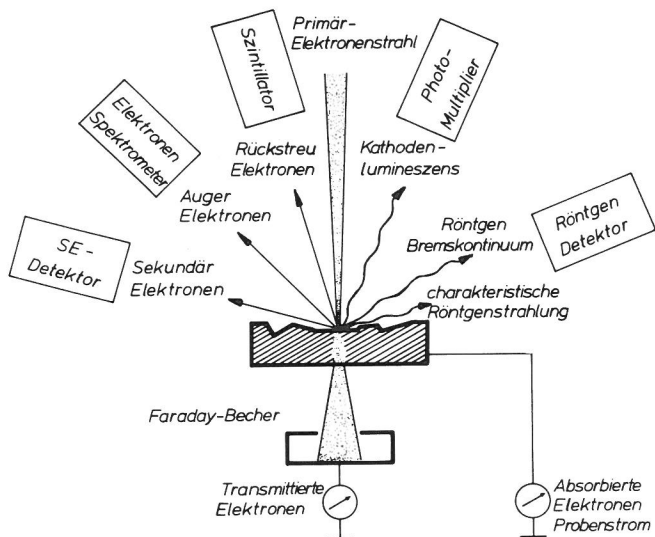 Primär-
Elektronenstrahl
Szintillator
Photo-
Multiplier
Elektronen
Spektrometer
Rückstreu
Elektronen
Kathoden-
lumineszens
Auger
Elektronen
Röntgen
Bremskontinuum
Röntgen
Detektor
SE-
Detektor
Sekundär
Elektronen
charakteristische
Röntgenstrahlung
Faraday-Becher
Transmittierte
Elektronen
Absorbierte
Elektronen
Probenstrom